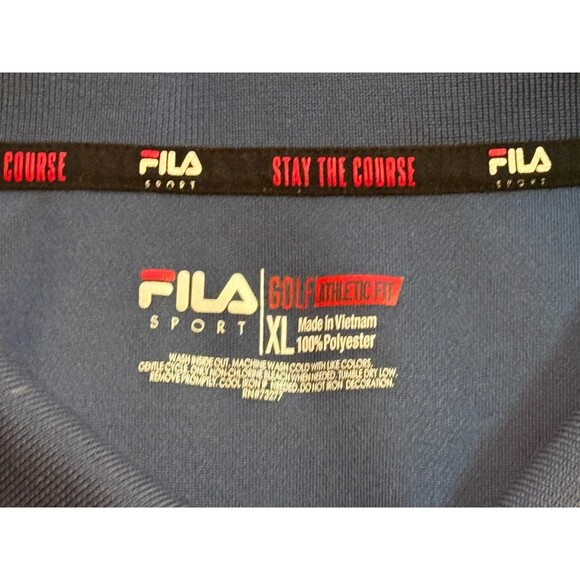 COURSE FILA SPORT STAY THE COURSE FILA SPORT
FILA SPORT
GOLF ATHLETIC FIT
XL Made in Vietnam
100% Polyester
WASH INSIDE OUT. MACHINE WASH COLD WITH LIKE COLORS.
GENTLE CYCLE. ONLY NON-CHLORINE BLEACH WHEN NEEDED. TUMBLE DRY LOW.
REMOVE PROMPTLY. COOL IRON IF NEEDED. DO NOT IRON DECORATION.
RN#73277